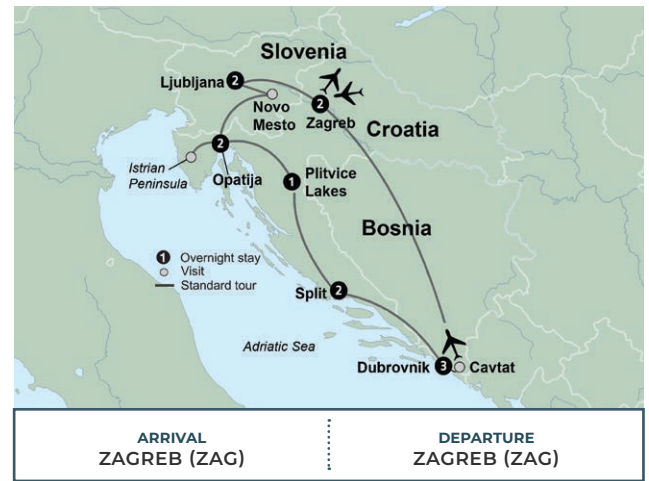 Slovenia
Ljubljana
2
Novo
Mesto
2
Zagreb
Croatia
Istrian
Peninsula
2
Opatija
1
Plitvice
Lakes
Bosnia
1 Overnight stay
Visit
Standard tour
Split
2
Adriatic Sea
Dubrovnik
3
Cavtat
ARRIVAL
ZAGREB (ZAG)
DEPARTURE
ZAGREB (ZAG)